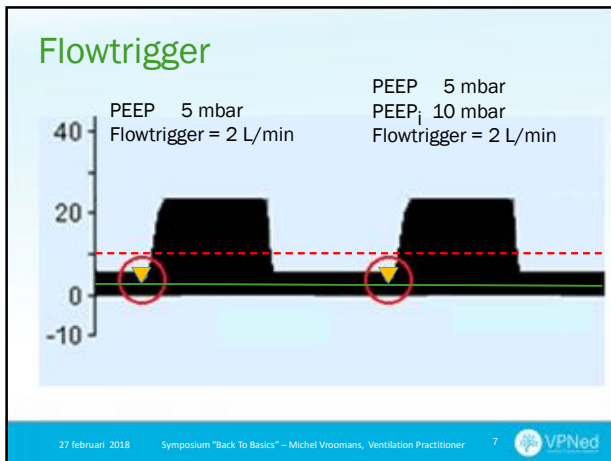 Flowtrigger
PEEP 5 mbar
Flowtrigger = 2 L/min
PEEP 5 mbar
PEEPi 10 mbar
Flowtrigger = 2 L/min
40
20
0
-10
27 februari 2018 Symposium "Back To Basics" – Michel Vroomans, Ventilation Practitioner 7 VPNed